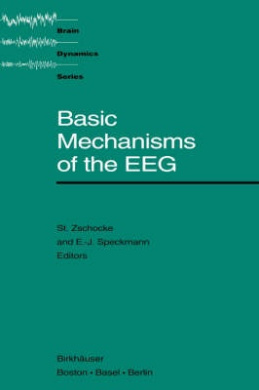 Brain
Dynamics
Series
Basic
Mechanisms
of the EEG
St. Zschocke
and E.-J. Speckmann
Editors
Birkhäuser
Boston • Basel • Berlin